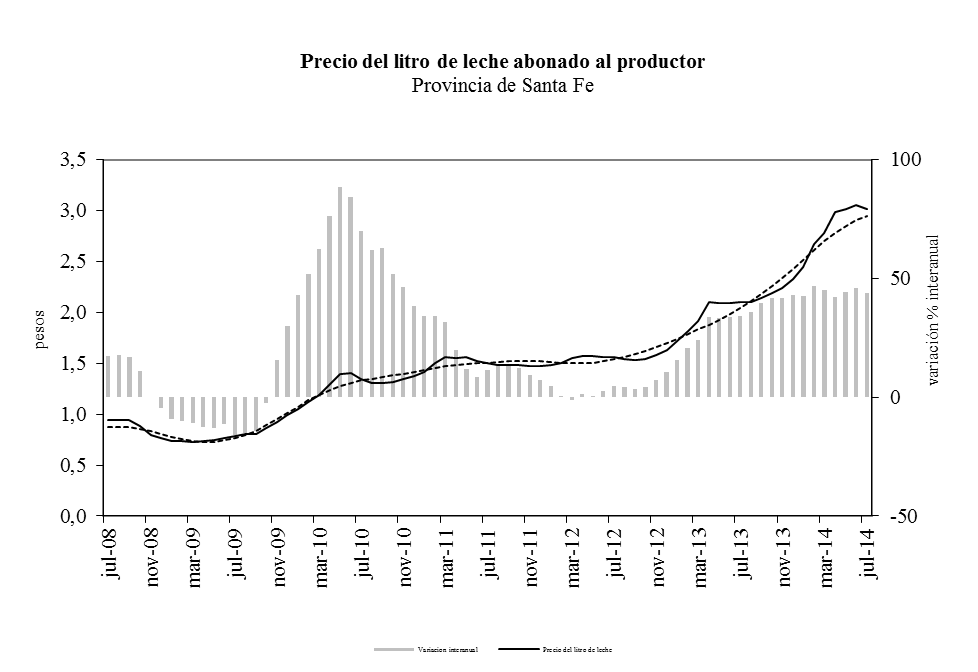 Precio del litro de leche abonado al productor
Provincia de Santa Fe
3,5
3,0
2,5
2,0
1,5
1,0
0,5
0,0
pesos
100
50
0
-50
variación % interanual
jul-08
nov-08
mar-09
jul-09
nov-09
mar-10
jul-10
nov-10
mar-11
jul-11
nov-11
mar-12
jul-12
nov-12
mar-13
jul-13
nov-13
mar-14
jul-14
Variacion interanual
Precio del litro de leche